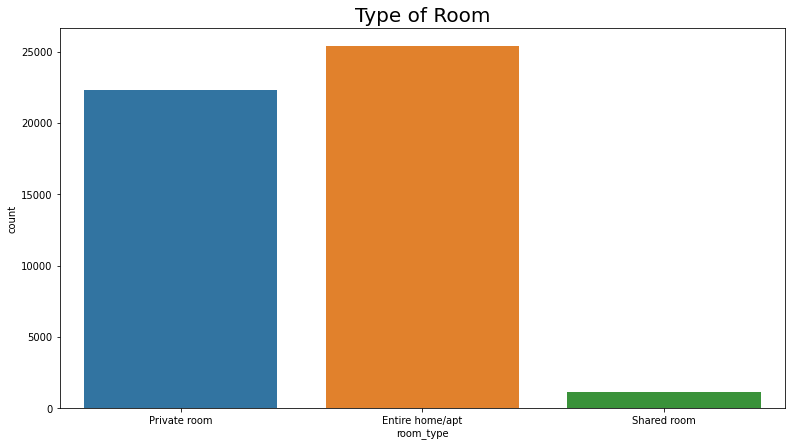 Type of Room
count
25000
20000
15000
10000
5000
0
Private room
Entire home/apt
Shared room
room_type